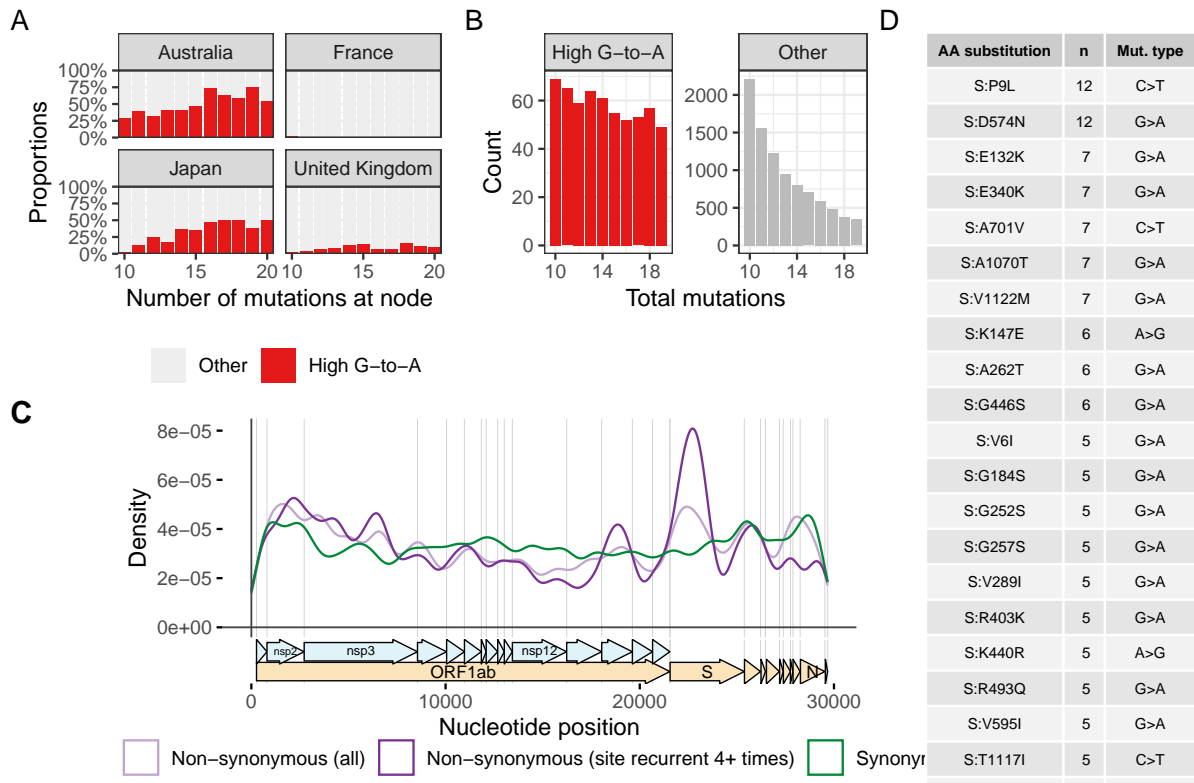 A
Australia
France
100%
75%
50%
25%
0%
Japan
United Kingdom
100%
75%
50%
25%
0%
Proportions
10 15 20 10 15 20
Number of mutations at node
Other High G−to−A
B
High G−to−A
Other
60
40
20
0
2000
1500
1000
500
0
Count
10 14 18 10 14 18
Total mutations
C
8e−05
6e−05
4e−05
2e−05
0e+00
Density
nsp2 nsp3 nsp12
ORF1ab S N
0 10000 20000 30000
Nucleotide position
Non−synonymous (all) Non−synonymous (site recurrent 4+ times) Synonyr
D
AA substitution n Mut. type
S:P9L 12 C>T
S:D574N 12 G>A
S:E132K 7 G>A
S:E340K 7 G>A
S:A701V 7 C>T
S:A1070T 7 G>A
S:V1122M 7 G>A
S:K147E 6 A>G
S:A262T 6 G>A
S:G446S 6 G>A
S:V6I 5 G>A
S:G184S 5 G>A
S:G252S 5 G>A
S:G257S 5 G>A
S:V289I 5 G>A
S:R403K 5 G>A
S:K440R 5 A>G
S:R493Q 5 G>A
S:V595I 5 G>A
S:T1117I 5 C>T